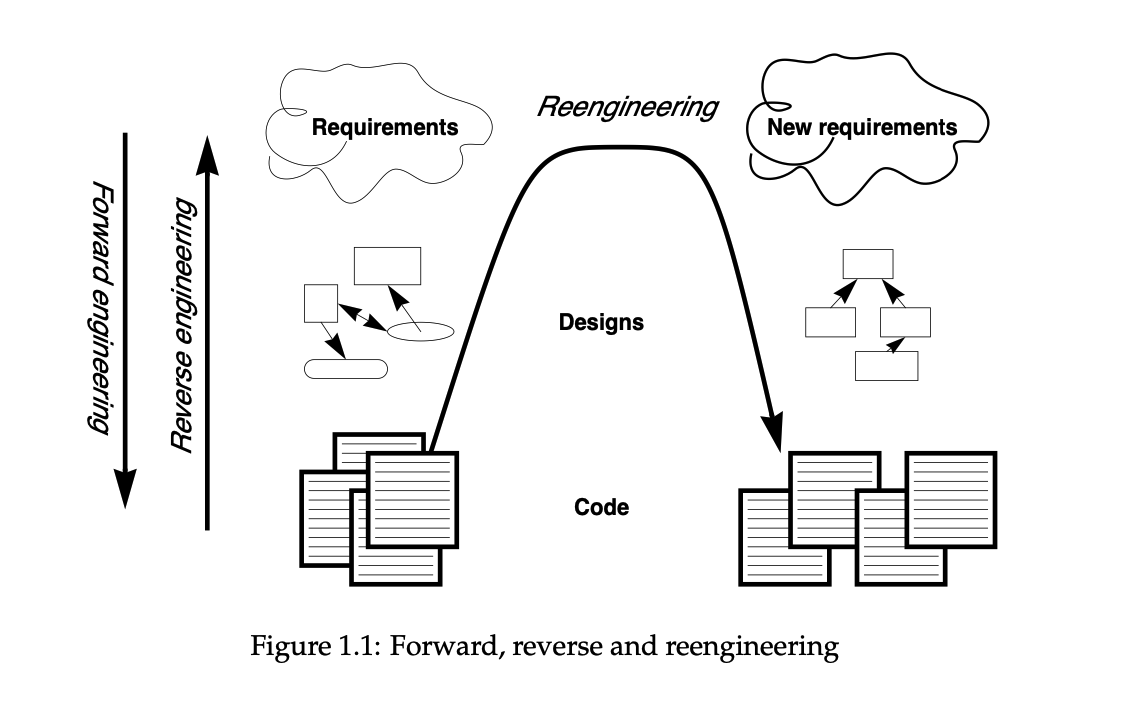 Reengineering
Requirements
New requirements
Forward engineering
Reverse engineering
Designs
Code
Figure 1.1: Forward, reverse and reengineering